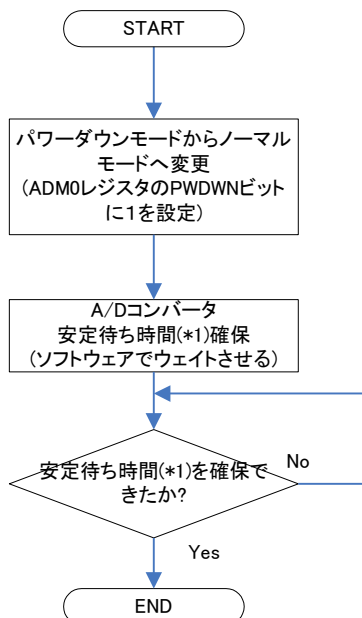 START
パワーダウンモードからノーマル
モードへ変更
(ADM0レジスタのPWDWNビット
に1を設定)
A/Dコンバータ
安定待ち時間(*1)確保
(ソフトウェアでウェイトさせる)
安定待ち時間(*1)を確保で
きたか?
No
Yes
END